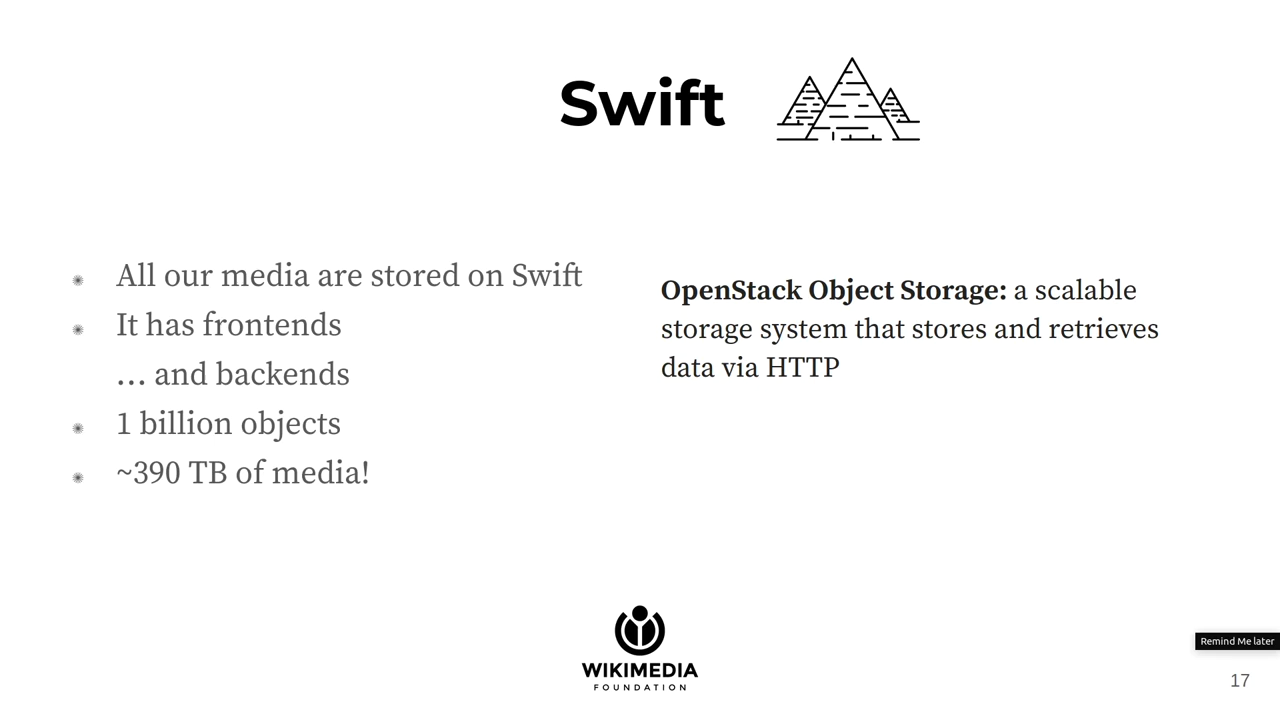 Swift
All our media are stored on Swift
It has frontends
… and backends
1 billion objects
~390 TB of media!
OpenStack Object Storage: a scalable
storage system that stores and retrieves
data via HTTP
WIKIMEDIA
FOUNDATION
Remind Me later
17